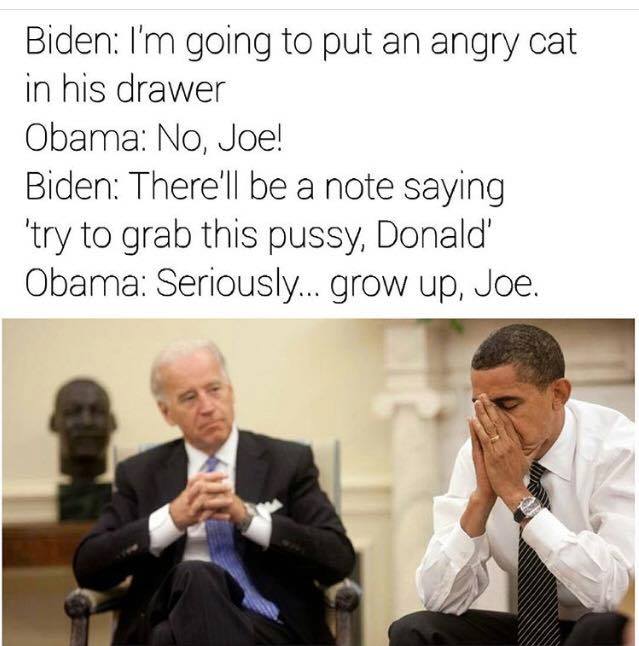 Biden: I'm going to put an angry cat
in his drawer
Obama: No, Joe!
Biden: There'll be a note saying
'try to grab this pussy, Donald'
Obama: Seriously... grow up, Joe.